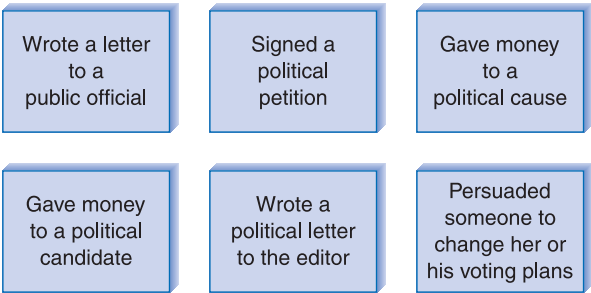 Wrote a letter
to a
public official
Signed a
political
petition
Gave money
to a
political cause
Gave money
to a political
candidate
Wrote a
political letter
to the editor
Persuaded
someone to
change her or
his voting plans